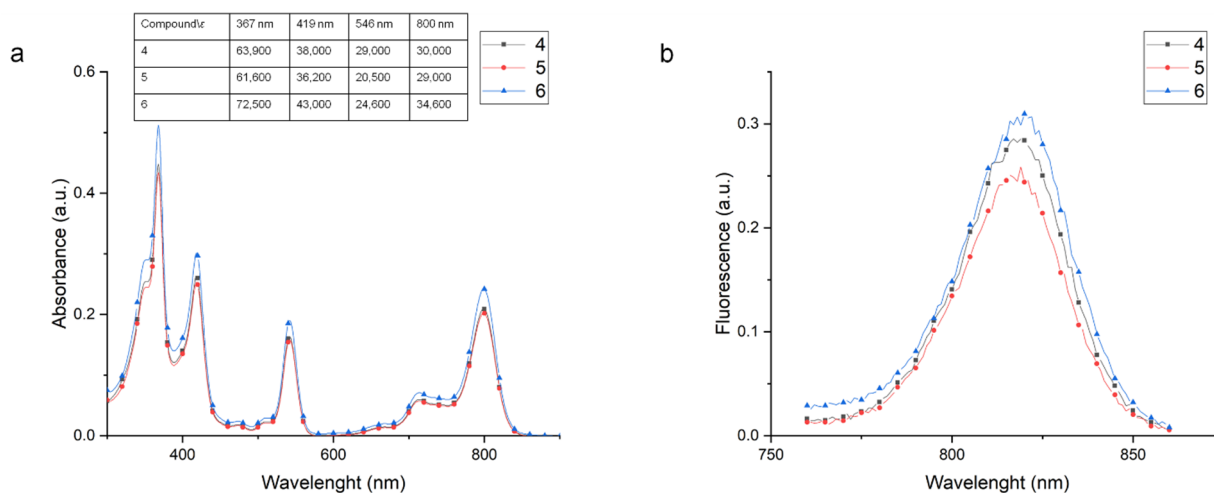 a
Compound\ε 367 nm 419 nm 546 nm 800 nm
4 63,900 38,000 29,000 30,000
5 61,600 36,200 20,500 29,000
6 72,500 43,000 24,600 34,600
4
5
6
0.6
0.4
0.2
0.0
Absorbance (a.u.)
400
600
800
Wavelenght (nm)
b
4
5
6
0.3
0.2
0.1
0.0
Fluorescence (a.u.)
750
800
850
Wavelenght (nm)